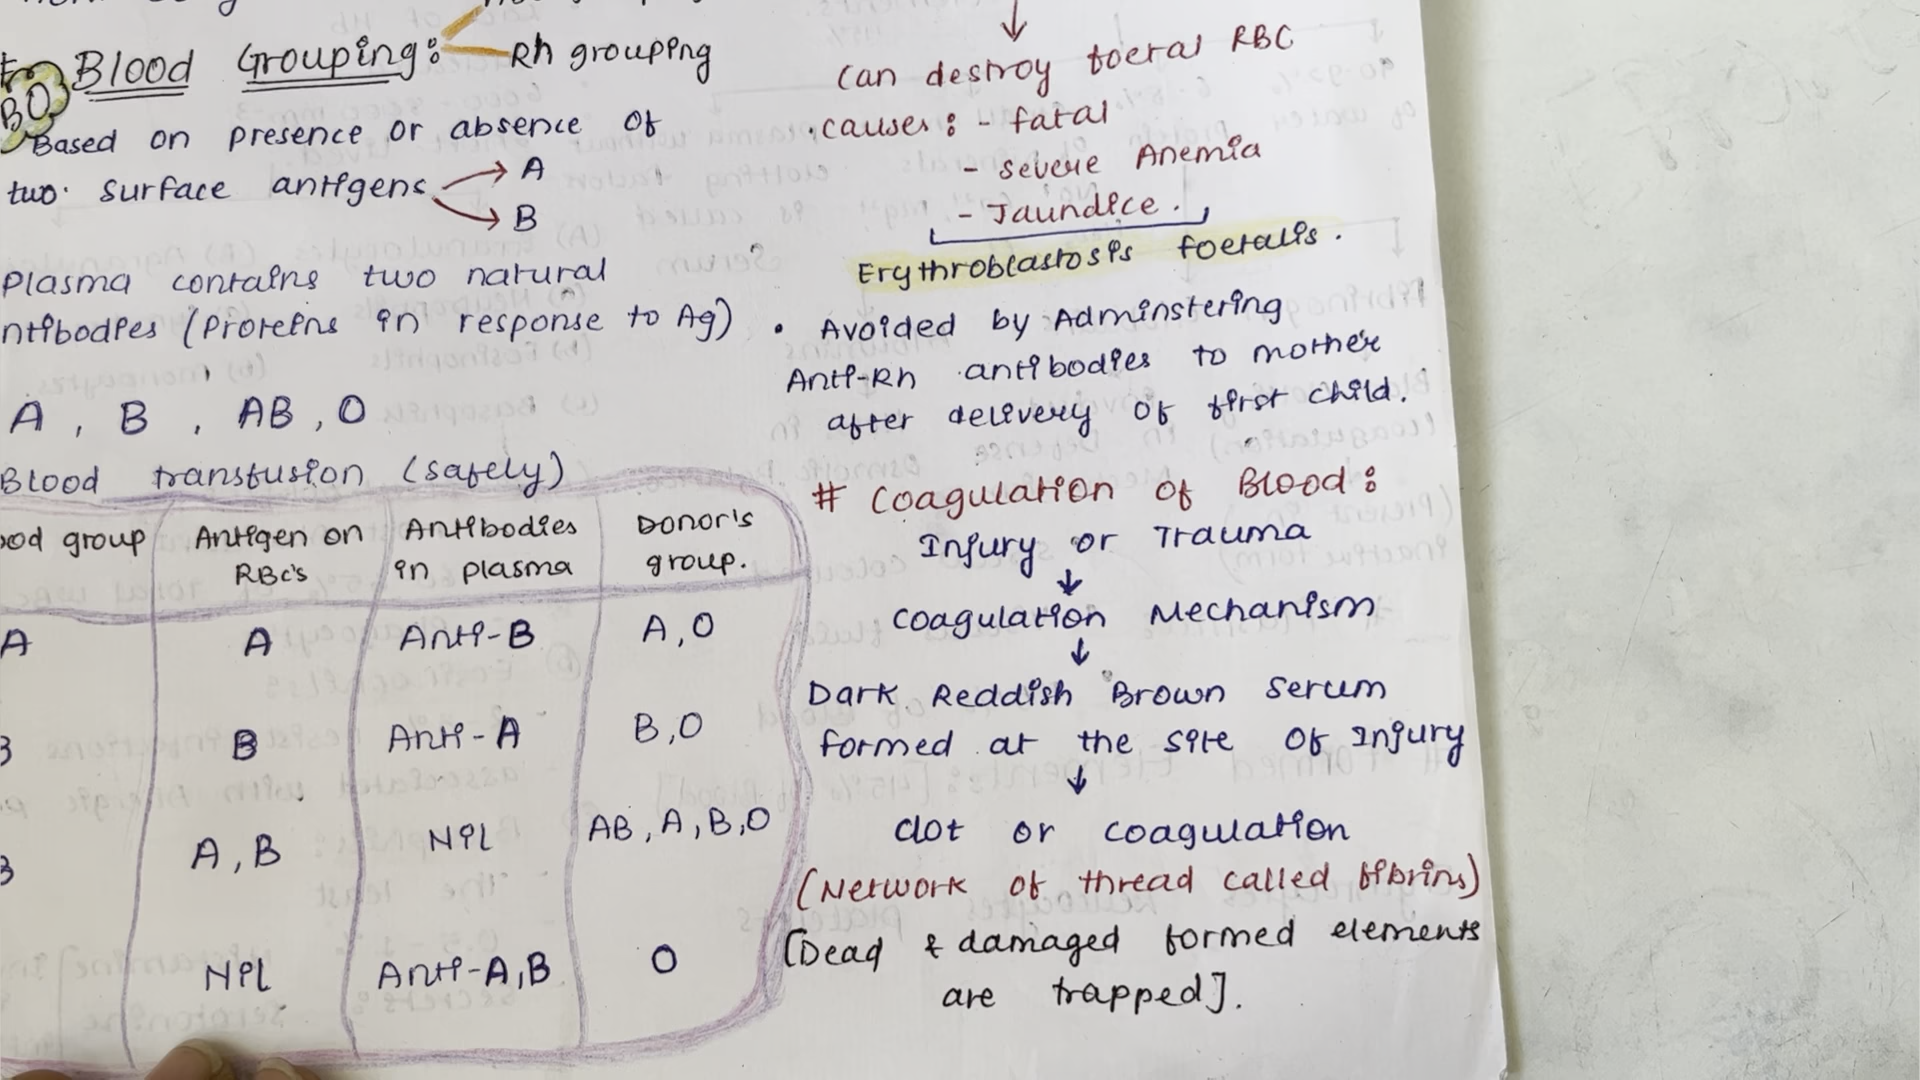 Blood Grouping:
Rh grouping
BO
Based on presence or absence of
two surface antigens
A
B
Plasma contains two natural
ntibodies (Proteins in response to Ag)
A , B , AB , O
Blood transfusion (safely)
ood group | Antigen on RBC's | Antibodies in plasma | Donor's group.
A | A | Anti-B | A, O
B | B | Anti-A | B, O
B | A, B | Nil | AB, A, B, O
Nil | Anti-A,B | O
↓
can destroy foetal RBC
.causes: - fatal
- severe Anemia
- Jaundice.
Erythroblastosis foetalis.
• Avoided by Adminstering
Anti-Rh antibodies to mother
after delivery of first child.
# Coagulation of Blood:
Injury or Trauma
↓
Coagulation Mechanism
↓
Dark Reddish Brown Serum
formed at the site of Injury
↓
clot or coagulation
(Network of thread called fibrins)
[Dead & damaged formed elements
are trapped].